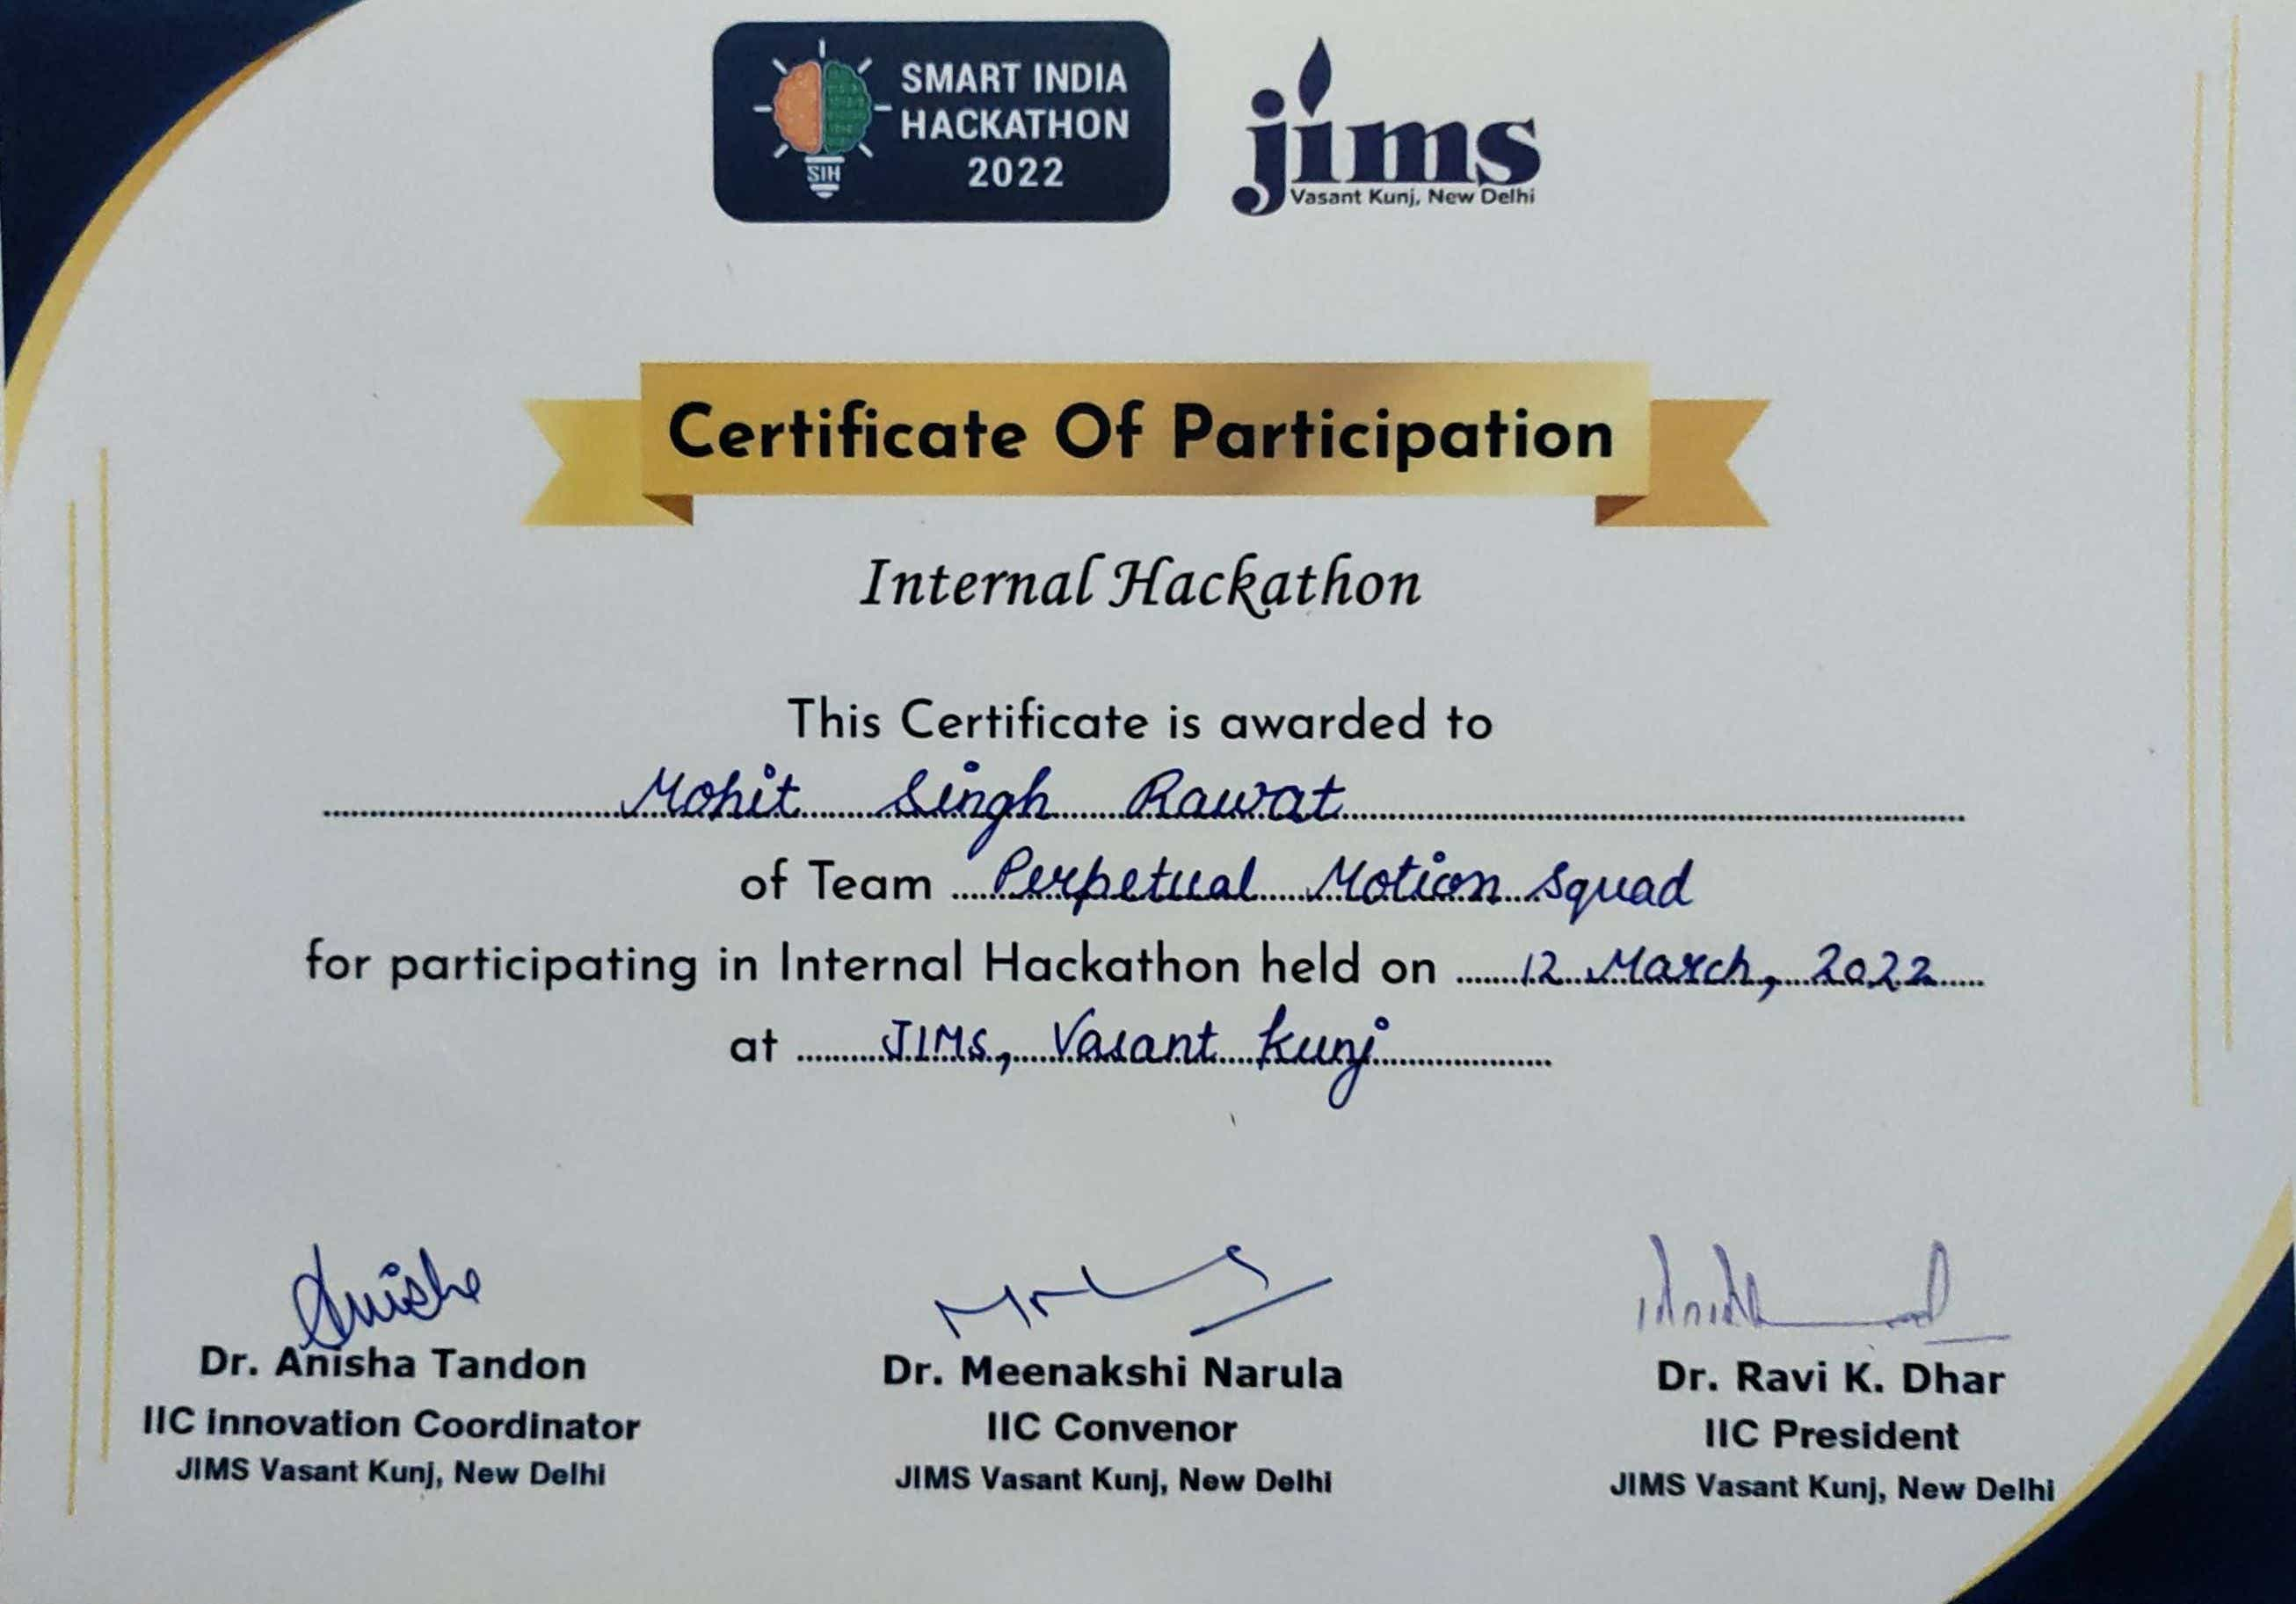 SMART INDIA
HACKATHON
2022
SIH
jims
Vasant Kunj, New Delhi
Certificate Of Participation
Internal Hackathon
This Certificate is awarded to
Mohit Singh Rawat
of Team Perpetual Motion Squad
for participating in Internal Hackathon held on 12 March, 2022
at JIMS, Vasant Kunj
Anisha
Dr. Anisha Tandon
IIC Innovation Coordinator
JIMS Vasant Kunj, New Delhi
Dr. Meenakshi Narula
IIC Convenor
JIMS Vasant Kunj, New Delhi
Dr. Ravi K. Dhar
IIC President
JIMS Vasant Kunj, New Delhi